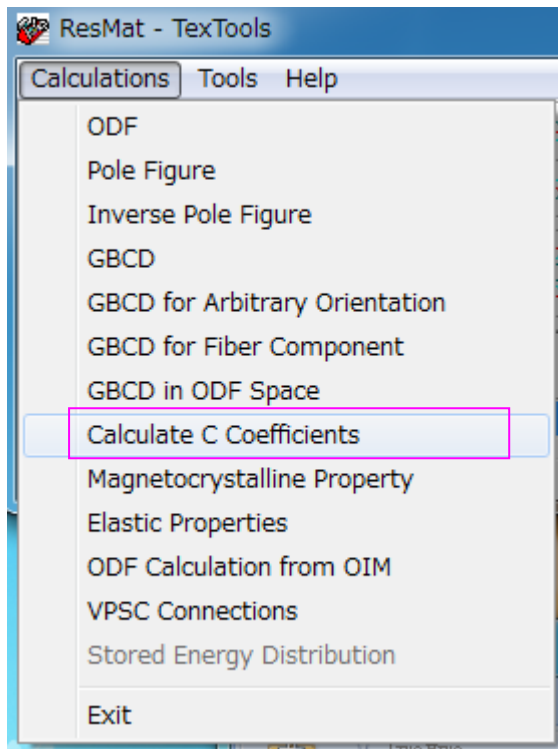 ResMat - TexTools
Calculations Tools Help
ODF
Pole Figure
Inverse Pole Figure
GBCD
GBCD for Arbitrary Orientation
GBCD for Fiber Component
GBCD in ODF Space
Calculate C Coefficients
Magnetocrystalline Property
Elastic Properties
ODF Calculation from OIM
VPSC Connections
Stored Energy Distribution
Exit